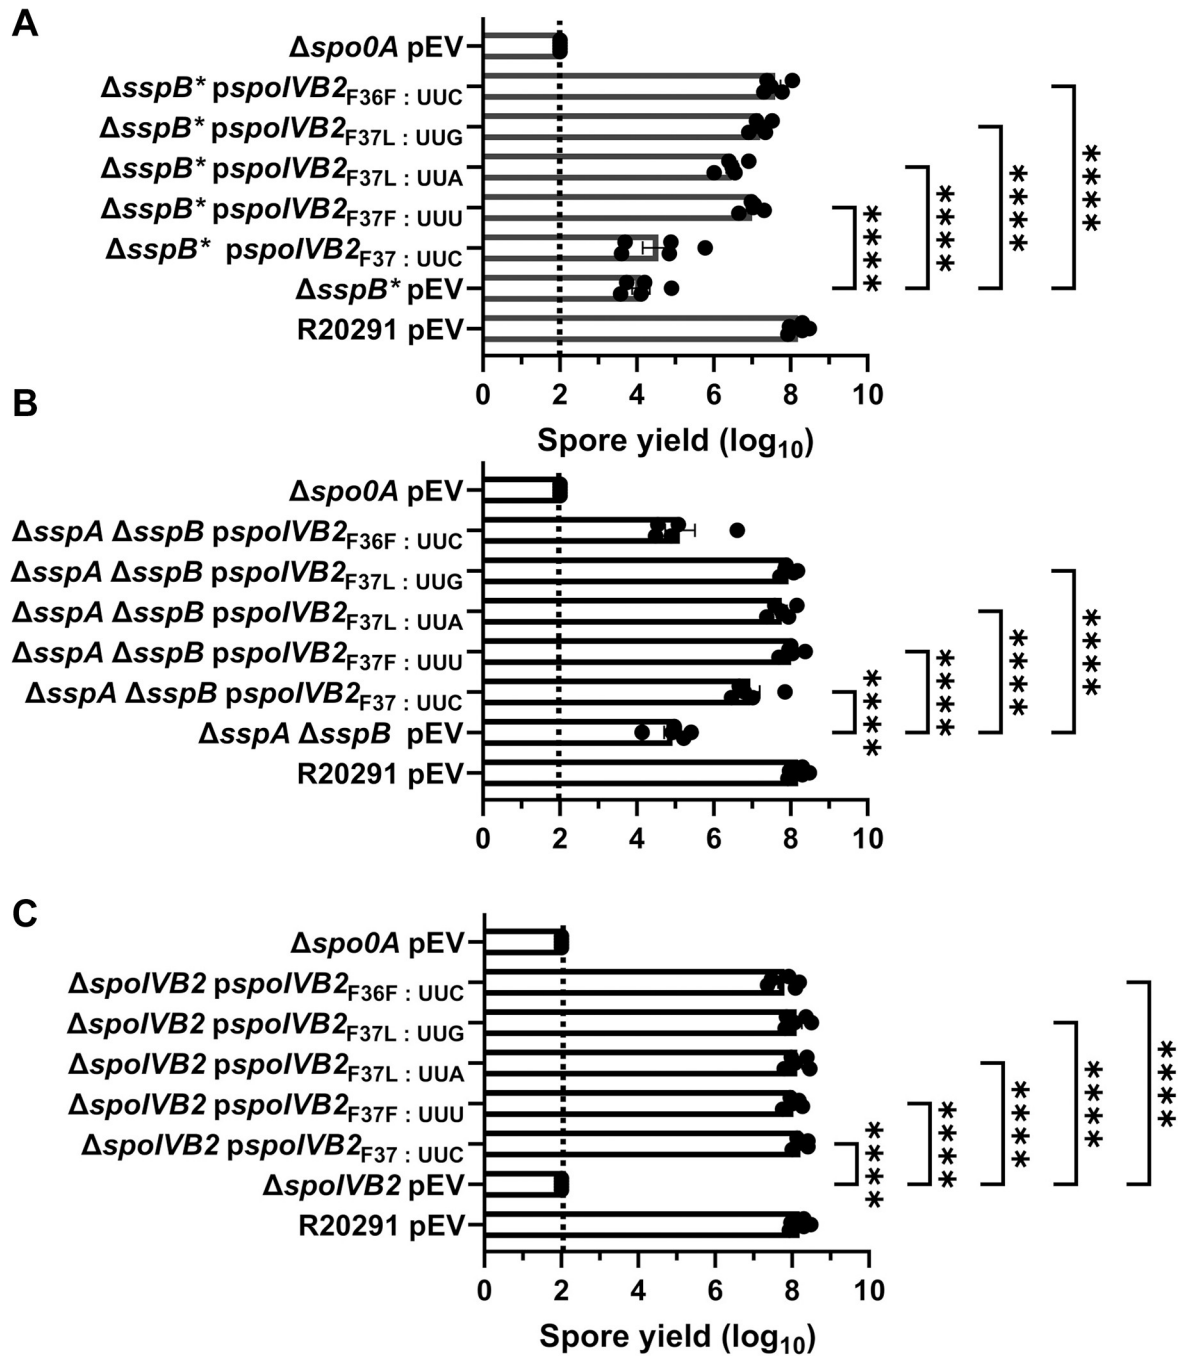 A
Δspo0A pEV
ΔsspB* pspoIVB2F36F : UUC
ΔsspB* pspoIVB2F37L : UUG
ΔsspB* pspoIVB2F37L : UUA
ΔsspB* pspoIVB2F37F : UUU
ΔsspB* pspoIVB2F37 : UUC
ΔsspB* pEV
R20291 pEV
**** **** **** ****
0 2 4 6 8 10
Spore yield (log10)
B
Δspo0A pEV
ΔsspA ΔsspB pspoIVB2F36F : UUC
ΔsspA ΔsspB pspoIVB2F37L : UUG
ΔsspA ΔsspB pspoIVB2F37L : UUA
ΔsspA ΔsspB pspoIVB2F37F : UUU
ΔsspA ΔsspB pspoIVB2F37 : UUC
ΔsspA ΔsspB pEV
R20291 pEV
**** **** **** ****
0 2 4 6 8 10
C
Δspo0A pEV
ΔspoIVB2 pspoIVB2F36F : UUC
ΔspoIVB2 pspoIVB2F37L : UUG
ΔspoIVB2 pspoIVB2F37L : UUA
ΔspoIVB2 pspoIVB2F37F : UUU
ΔspoIVB2 pspoIVB2F37 : UUC
ΔspoIVB2 pEV
R20291 pEV
**** **** **** **** ****
0 2 4 6 8 10
Spore yield (log10)